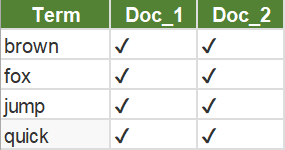 Term Doc_1 Doc_2
brown ✓ ✓
fox ✓ ✓
jump ✓ ✓
quick ✓ ✓